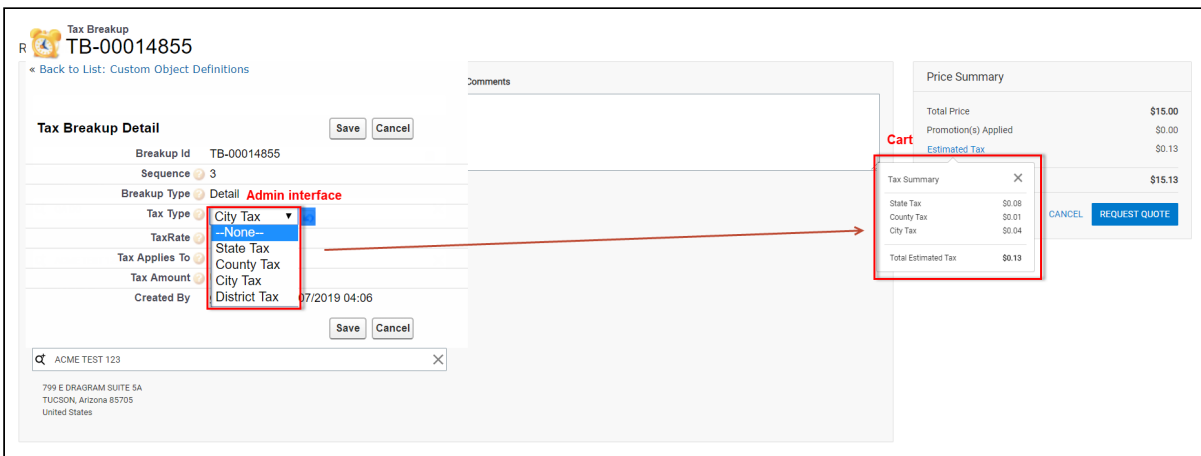 Tax Breakup
R
TB-00014855
« Back to List: Custom Object Definitions
Tax Breakup Detail
Save Cancel
Breakup Id TB-00014855
Sequence 3
Breakup Type Detail
Admin interface
Tax Type City Tax
--None--
State Tax
County Tax
City Tax
District Tax
TaxRate
Tax Applies To
Tax Amount
Created By 07/2019 04:06
Save Cancel
ACME TEST 123
799 E DRAGRAM SUITE 5A
TUCSON, Arizona 85705
United States
Comments
Price Summary
Total Price $15.00
Promotion(s) Applied $0.00
Estimated Tax $0.13
$15.13
CANCEL REQUEST QUOTE
Cart
Tax Summary
State Tax $0.08
County Tax $0.01
City Tax $0.04
Total Estimated Tax $0.13